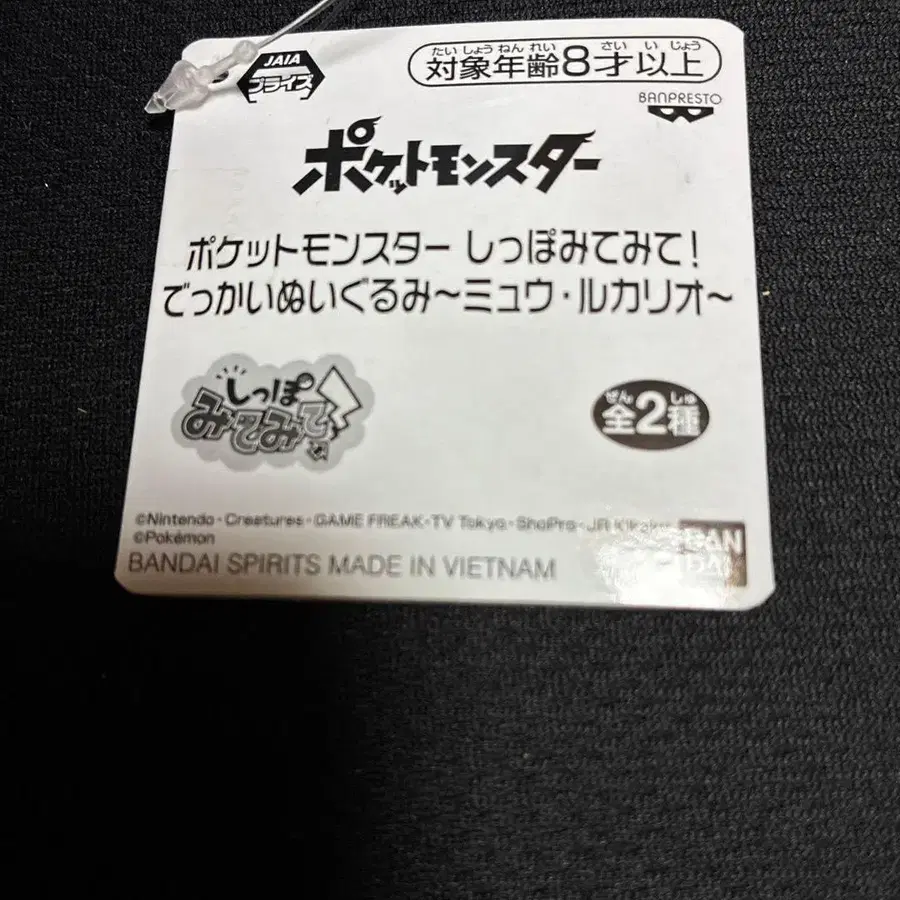 JAIA
プライズ
たいしょうねんれい さいいじょう
対象年齢8才以上
BANPRESTO
ポケットモンスター
ポケットモンスター しっぽみてみて!
でっかいぬいぐるみ～ミュウ・ルカリオ～
しっぽ
みてみて
ぜん しゅ
全2種
©Nintendo・Creatures・GAME FREAK・TV Tokyo・ShoPro・JR Kikaku
©Pokémon
BANDAI SPIRITS MADE IN VIETNAM
BAN
DAI